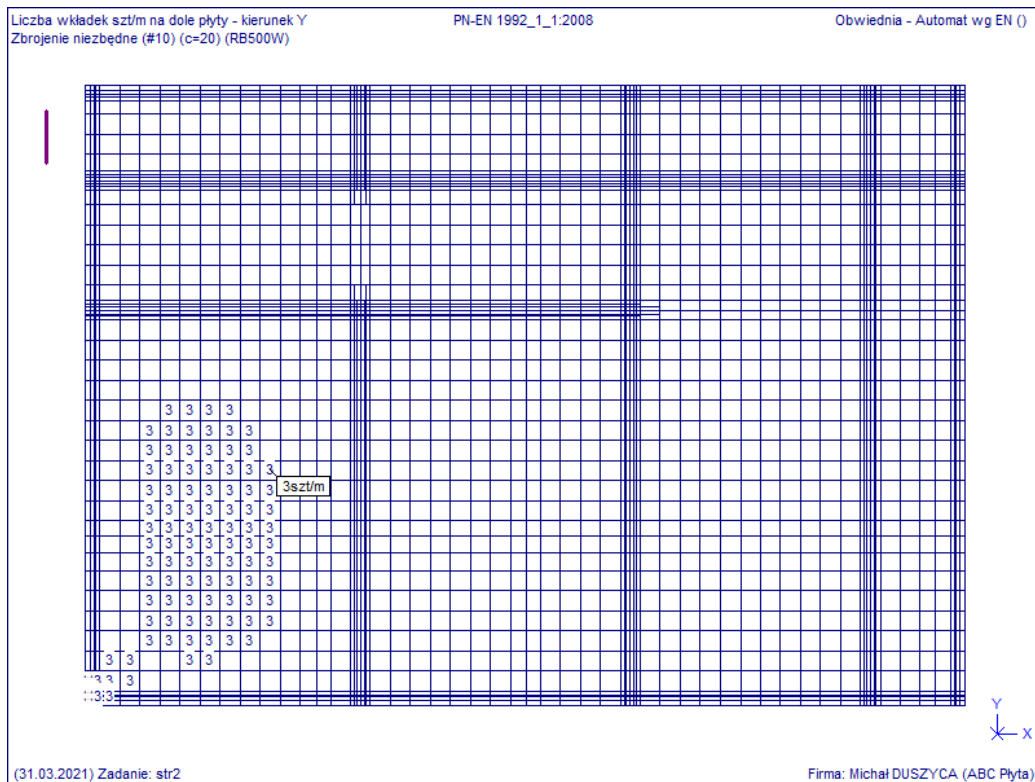 Liczba wkładek szt/m na dole płyty - kierunek Y
PN-EN 1992_1_1:2008
Obwiednia - Automat wg EN ()
Zbrojenie niezbędne (#10) (c=20) (RB500W)
3 3 3 3
3 3 3 3 3 3
3 3 3 3 3 3
3 3 3 3 3 3 3
3szt/m
3 3 3 3 3 3 3
3 3 3 3 3 3 3
3 3 3 3 3 3 3
3 3 3 3 3 3 3
3 3 3 3 3 3 3
3 3 3 3 3 3 3
3 3 3 3 3 3 3
3 3 3 3 3 3 3
3 3 3 3 3 3
3 3 3 3
3 3 3
3 3
Y
X
(31.03.2021) Zadanie: str2
Firma: Michał DUSZYCA (ABC Płyta)